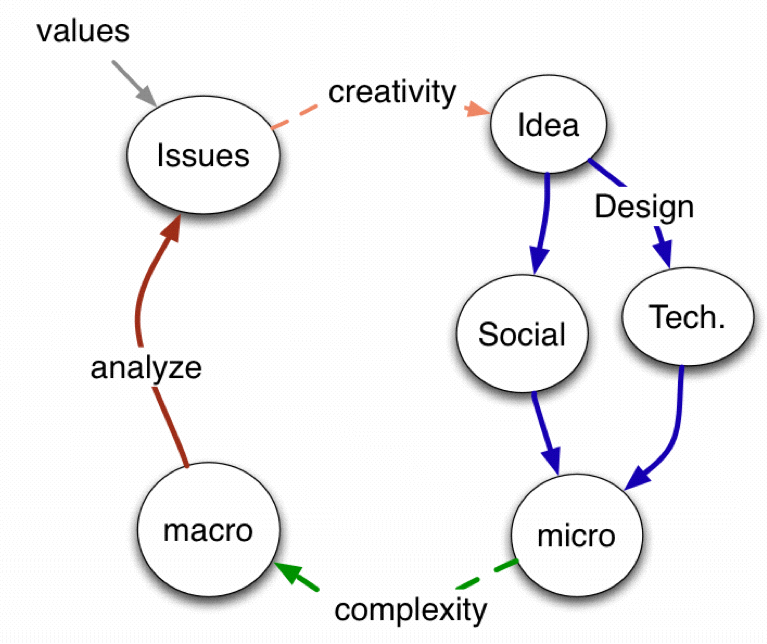 values
creativity
Idea
Issues
Design
Social
Tech.
analyze
macro
micro
complexity